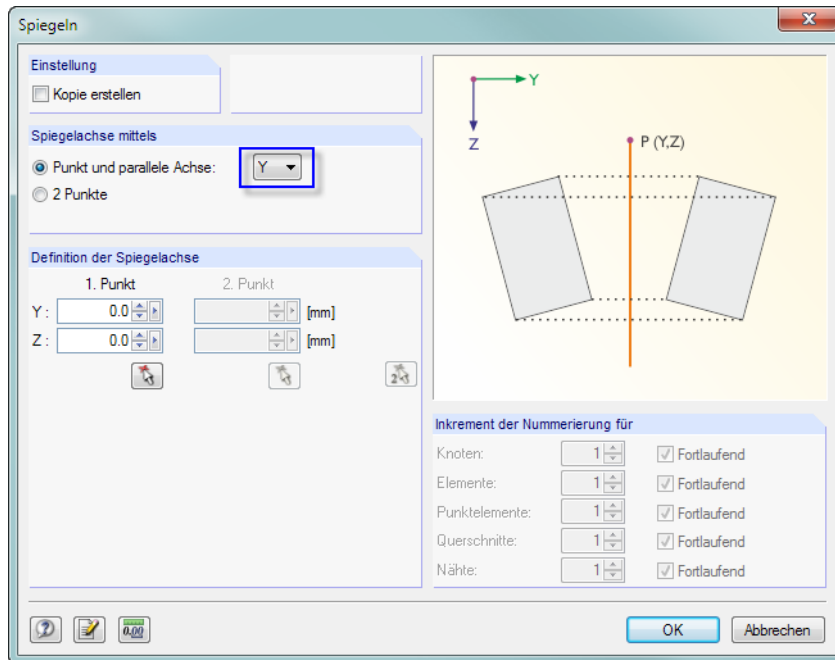 Spiegeln
Einstellung
Kopie erstellen
Spiegelachse mittels
Punkt und parallele Achse: Y
2 Punkte
Definition der Spiegelachse
1. Punkt 2. Punkt
Y : 0.0 [mm]
Z : 0.0 [mm]
2
Y
Z
P (Y,Z)
Inkrement der Nummerierung für
Knoten: 1 Fortlaufend
Elemente: 1 Fortlaufend
Punktelemente: 1 Fortlaufend
Querschnitte: 1 Fortlaufend
Nähte: 1 Fortlaufend
0.00
OK Abbrechen